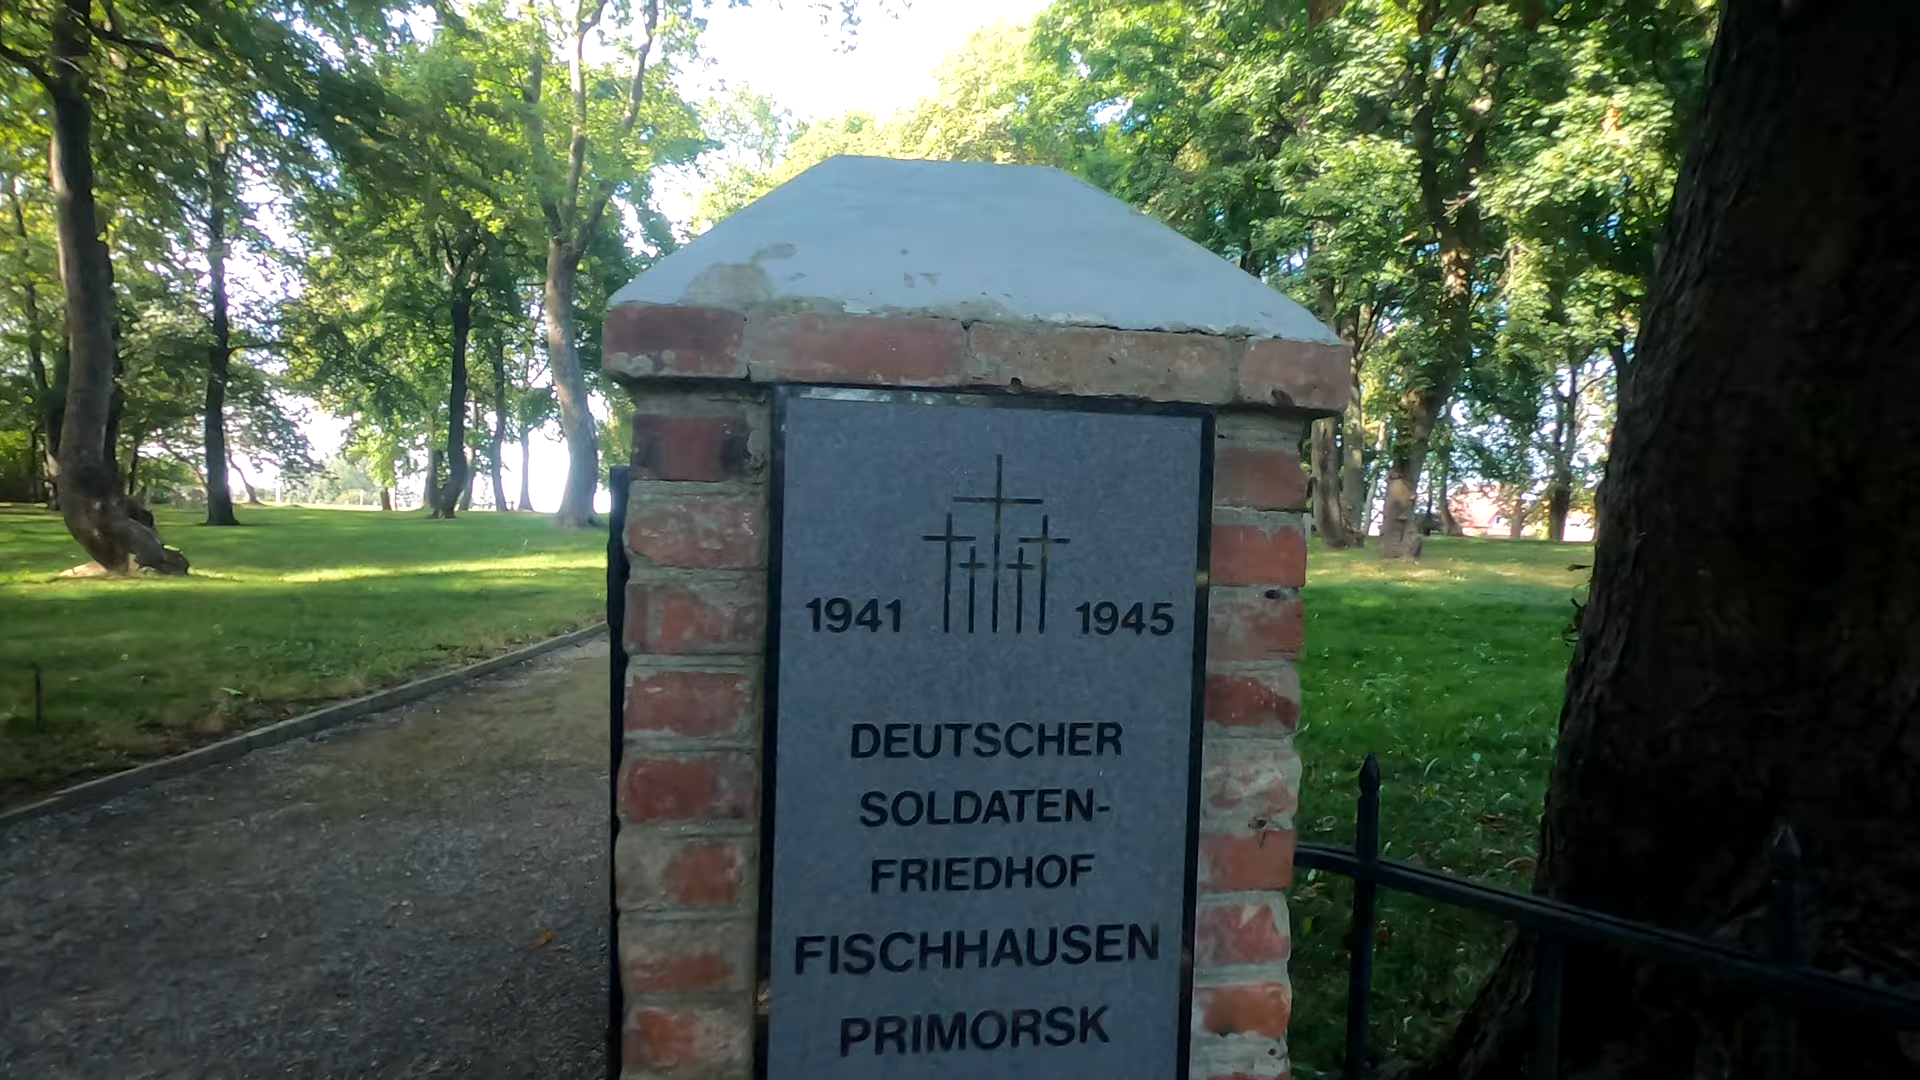 1941 1945
DEUTSCHER
SOLDATEN-
FRIEDHOF
FISCHHAUSEN
PRIMORSK